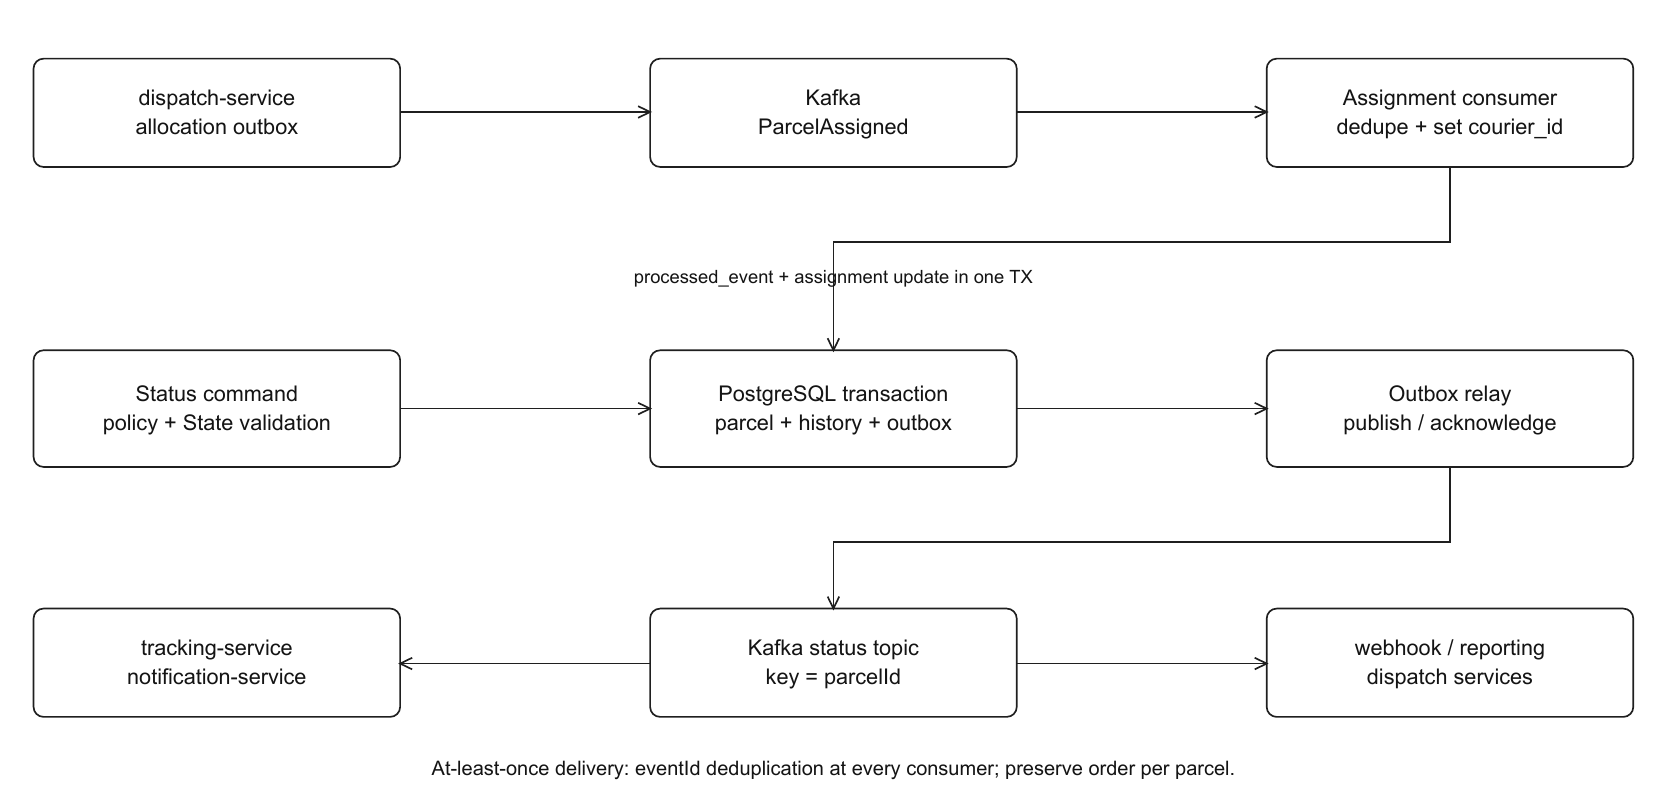 dispatch-service
allocation outbox
Kafka
ParcelAssigned
Assignment consumer
dedupe + set courier_id
processed_event + assignment update in one TX
Status command
policy + State validation
PostgreSQL transaction
parcel + history + outbox
Outbox relay
publish / acknowledge
tracking-service
notification-service
Kafka status topic
key = parcelId
webhook / reporting
dispatch services
At-least-once delivery: eventId deduplication at every consumer; preserve order per parcel.